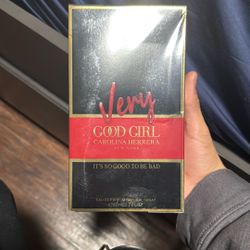 Very
GOOD GIRL
CAROLINA HERRERA
NEW YORK
IT'S SO GOOD TO BE BAD